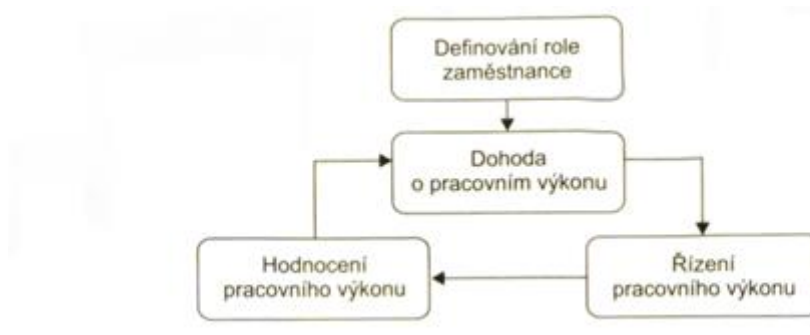 Definování role
zaměstnance
Dohoda
o pracovním výkonu
Hodnocení
pracovního výkonu
Řízení
pracovního výkonu